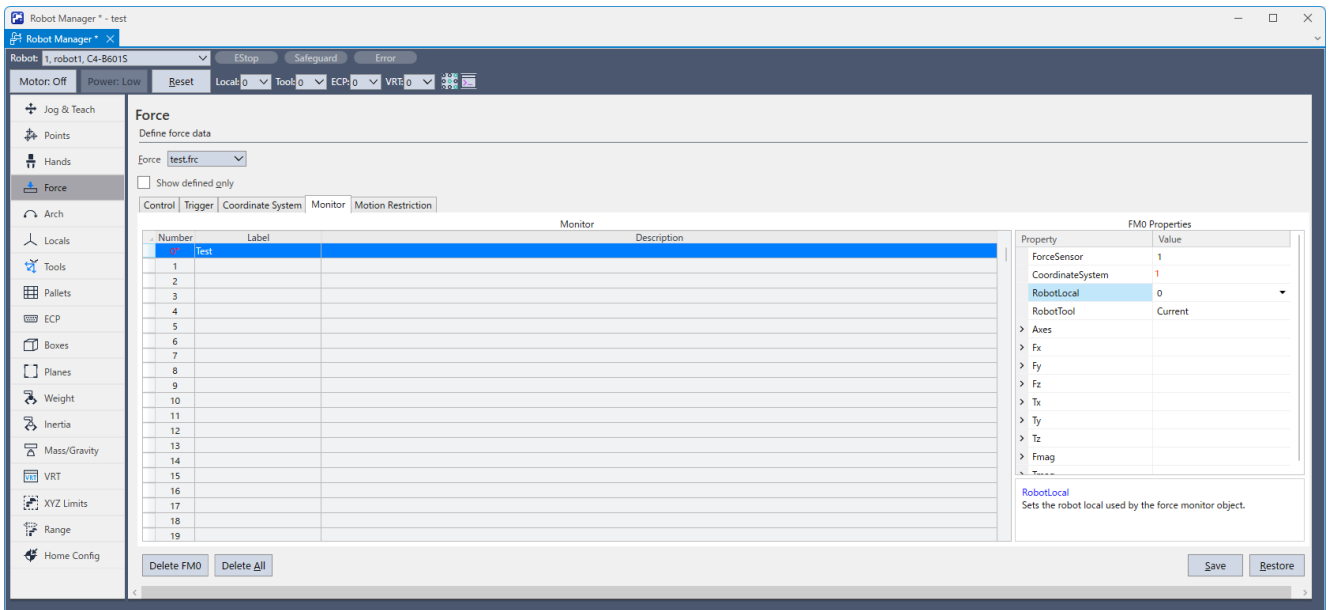 Robot Manager * - test
Robot Manager *
Robot: 1, robot1, C4-B601S EStop Safeguard Error
Motor: Off Power: Low Reset Local: 0 Tool: 0 ECP: 0 VRT: 0
Jog & Teach
Points
Hands
Force
Arch
Locals
Tools
Pallets
ECP
Boxes
Planes
Weight
Inertia
Mass/Gravity
VRT
XYZ Limits
Range
Home Config
Force
Define force data
Force test.frc
Show defined only
Control Trigger Coordinate System Monitor Motion Restriction
Monitor
Number Label Description
0* Test
1
2
3
4
5
6
7
8
9
10
11
12
13
14
15
16
17
18
19
FM0 Properties
Property Value
ForceSensor 1
CoordinateSystem 1
RobotLocal 0
RobotTool Current
Axes
Fx
Fy
Fz
Tx
Ty
Tz
Fmag
RobotLocal
Sets the robot local used by the force monitor object.
Delete FM0 Delete All Save Restore